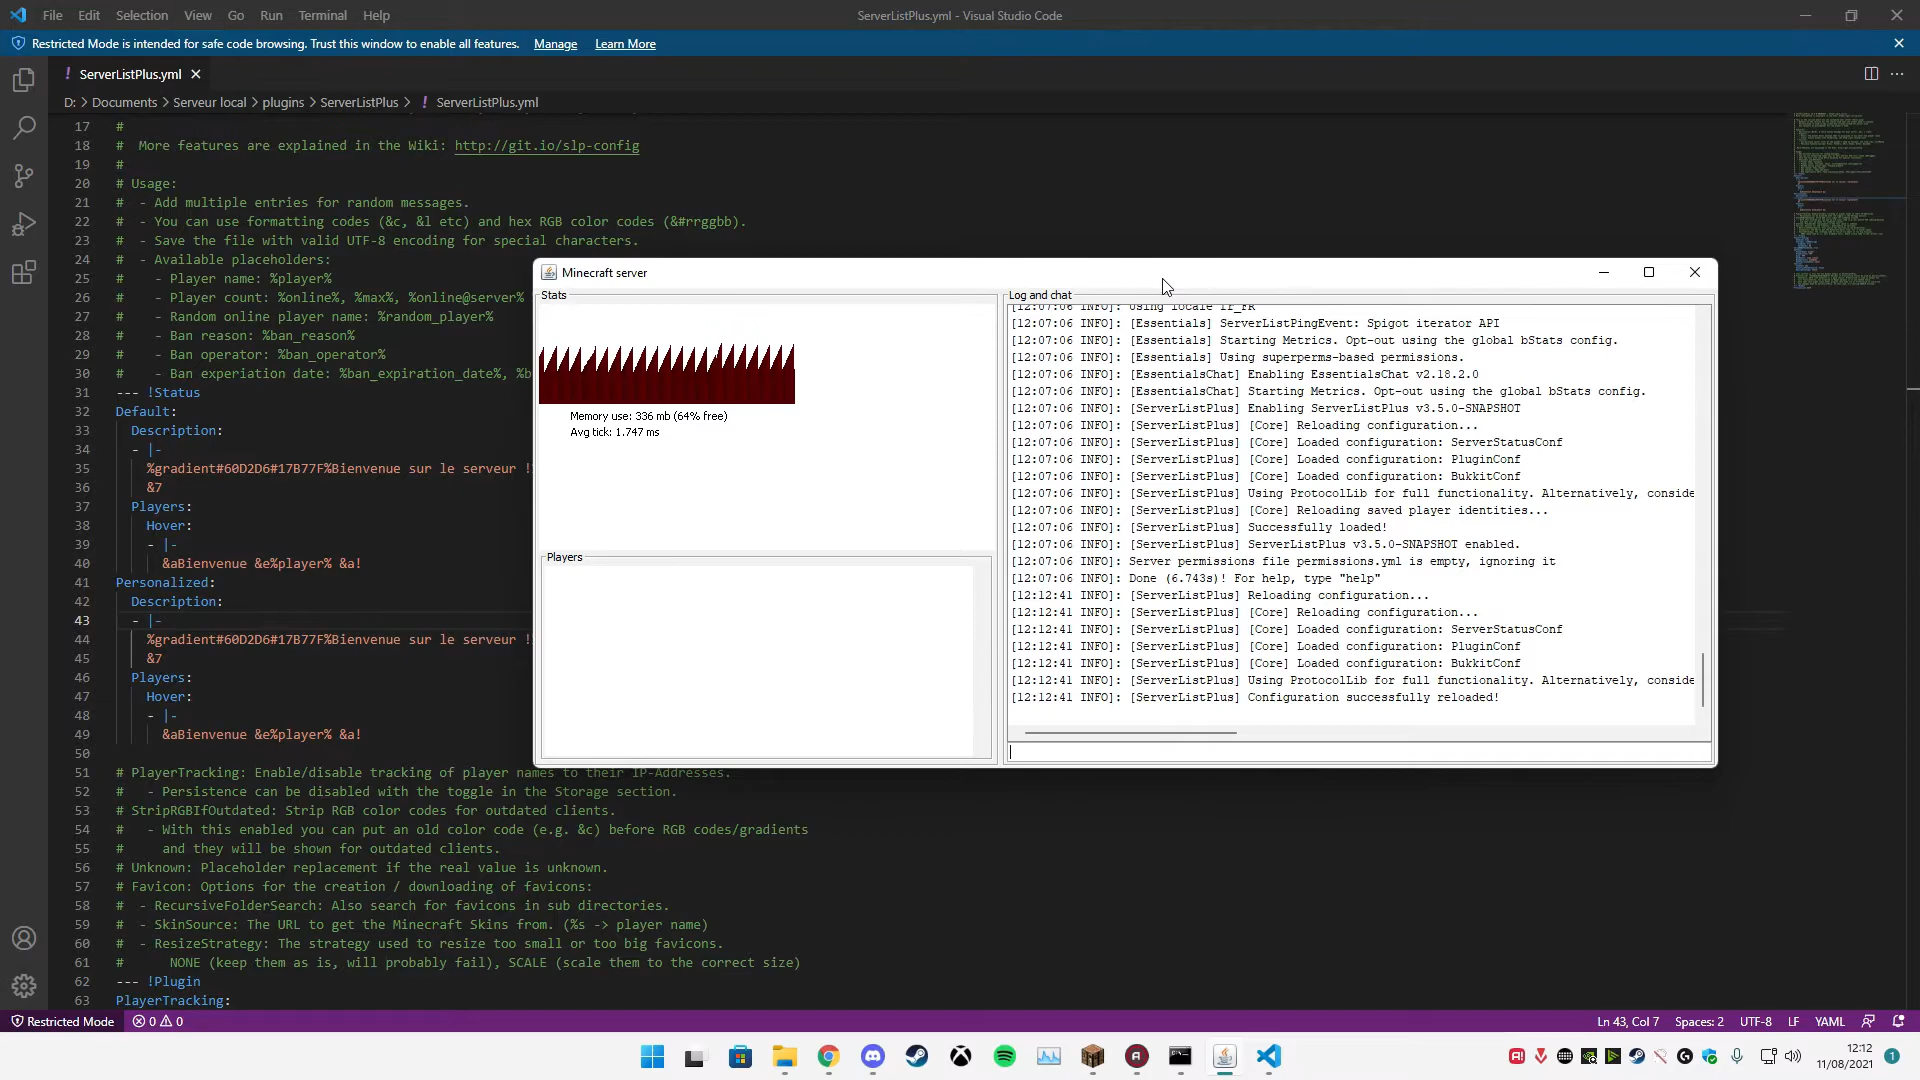 File Edit Selection View Go Run Terminal Help
ServerListPlus.yml - Visual Studio Code
Restricted Mode is intended for safe code browsing. Trust this window to enable all features. Manage Learn More
! ServerListPlus.yml
D: > Documents > Serveur local > plugins > ServerListPlus > ! ServerListPlus.yml
17 #
18 #  More features are explained in the Wiki: http://git.io/slp-config
19 #
20 # Usage:
21 #  - Add multiple entries for random messages.
22 #  - You can use formatting codes (&c, &l etc) and hex RGB color codes (&#rrggbb).
23 #  - Save the file with valid UTF-8 encoding for special characters.
24 #  - Available placeholders:
25 #    - Player name: %player%
26 #    - Player count: %online%, %max%, %online@server%
27 #    - Random online player name: %random_player%
28 #    - Ban reason: %ban_reason%
29 #    - Ban operator: %ban_operator%
30 #    - Ban experiation date: %ban_expiration_date%, %b
31 --- !Status
32 Default:
33 Description:
34 - |-
35 %gradient#60D2D6#17B77F%Bienvenue sur le serveur !
36 &7
37 Players:
38 Hover:
39 - |-
40 &aBienvenue &e%player% &a!
41 Personalized:
42 Description:
43 - |-
44 %gradient#60D2D6#17B77F%Bienvenue sur le serveur !
45 &7
46 Players:
47 Hover:
48 - |-
49 &aBienvenue &e%player% &a!
50
51 # PlayerTracking: Enable/disable tracking of player names to their IP-Addresses.
52 #   - Persistence can be disabled with the toggle in the Storage section.
53 # StripRGBIfOutdated: Strip RGB color codes for outdated clients.
54 #   - With this enabled you can put an old color code (e.g. &c) before RGB codes/gradients
55 #     and they will be shown for outdated clients.
56 # Unknown: Placeholder replacement if the real value is unknown.
57 # Favicon: Options for the creation / downloading of favicons:
58 #  - RecursiveFolderSearch: Also search for favicons in sub directories.
59 #  - SkinSource: The URL to get the Minecraft Skins from. (%s -> player name)
60 #  - ResizeStrategy: The strategy used to resize too small or too big favicons.
61 #      NONE (keep them as is, will probably fail), SCALE (scale them to the correct size)
62 --- !Plugin
63 PlayerTracking:
Minecraft server
Stats
Memory use: 336 mb (64% free)
Avg tick: 1.747 ms
Players
Log and chat
[12:07:06 INFO]: Using locale fr_FR
[12:07:06 INFO]: [Essentials] ServerListPingEvent: Spigot iterator API
[12:07:06 INFO]: [Essentials] Starting Metrics. Opt-out using the global bStats config.
[12:07:06 INFO]: [Essentials] Using superperms-based permissions.
[12:07:06 INFO]: [EssentialsChat] Enabling EssentialsChat v2.18.2.0
[12:07:06 INFO]: [EssentialsChat] Starting Metrics. Opt-out using the global bStats config.
[12:07:06 INFO]: [ServerListPlus] Enabling ServerListPlus v3.5.0-SNAPSHOT
[12:07:06 INFO]: [ServerListPlus] [Core] Reloading configuration...
[12:07:06 INFO]: [ServerListPlus] [Core] Loaded configuration: ServerStatusConf
[12:07:06 INFO]: [ServerListPlus] [Core] Loaded configuration: PluginConf
[12:07:06 INFO]: [ServerListPlus] [Core] Loaded configuration: BukkitConf
[12:07:06 INFO]: [ServerListPlus] Using ProtocolLib for full functionality. Alternatively, conside
[12:07:06 INFO]: [ServerListPlus] [Core] Reloading saved player identities...
[12:07:06 INFO]: [ServerListPlus] Successfully loaded!
[12:07:06 INFO]: [ServerListPlus] ServerListPlus v3.5.0-SNAPSHOT enabled.
[12:07:06 INFO]: Server permissions file permissions.yml is empty, ignoring it
[12:07:06 INFO]: Done (6.743s)! For help, type "help"
[12:12:41 INFO]: [ServerListPlus] Reloading configuration...
[12:12:41 INFO]: [ServerListPlus] [Core] Reloading configuration...
[12:12:41 INFO]: [ServerListPlus] [Core] Loaded configuration: ServerStatusConf
[12:12:41 INFO]: [ServerListPlus] [Core] Loaded configuration: PluginConf
[12:12:41 INFO]: [ServerListPlus] [Core] Loaded configuration: BukkitConf
[12:12:41 INFO]: [ServerListPlus] Using ProtocolLib for full functionality. Alternatively, conside
[12:12:41 INFO]: [ServerListPlus] Configuration successfully reloaded!
Restricted Mode 0 0
Ln 43, Col 7 Spaces: 2 UTF-8 LF YAML
12:12
11/08/2021
1